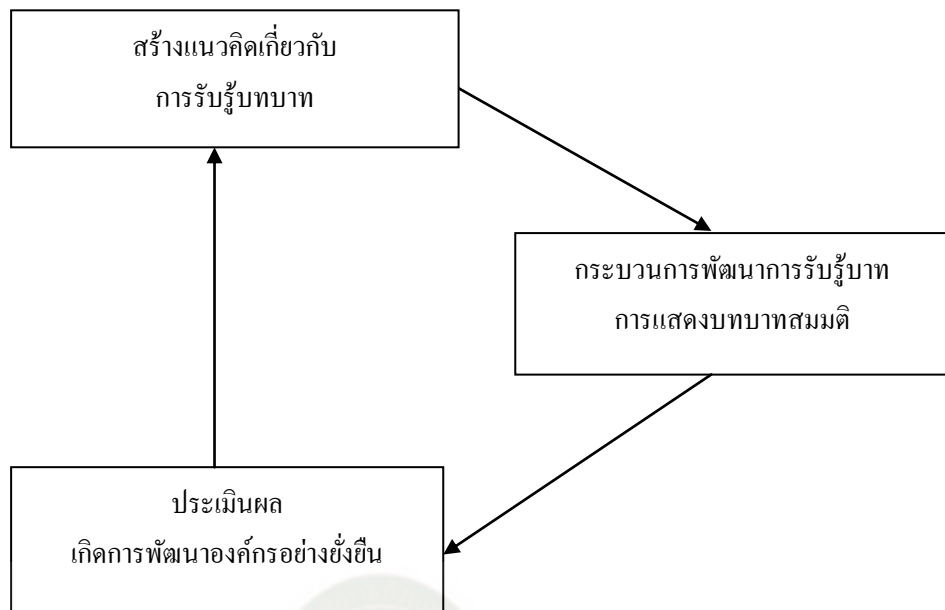 สร้างแนวคิดเกี่ยวกับ
การรับรู้บทบาท
กระบวนการพัฒนาการรับรู้บาท
การแสดงบทบาทสมมติ
ประเมินผล
เกิดการพัฒนาองค์กรอย่างยั่งยืน